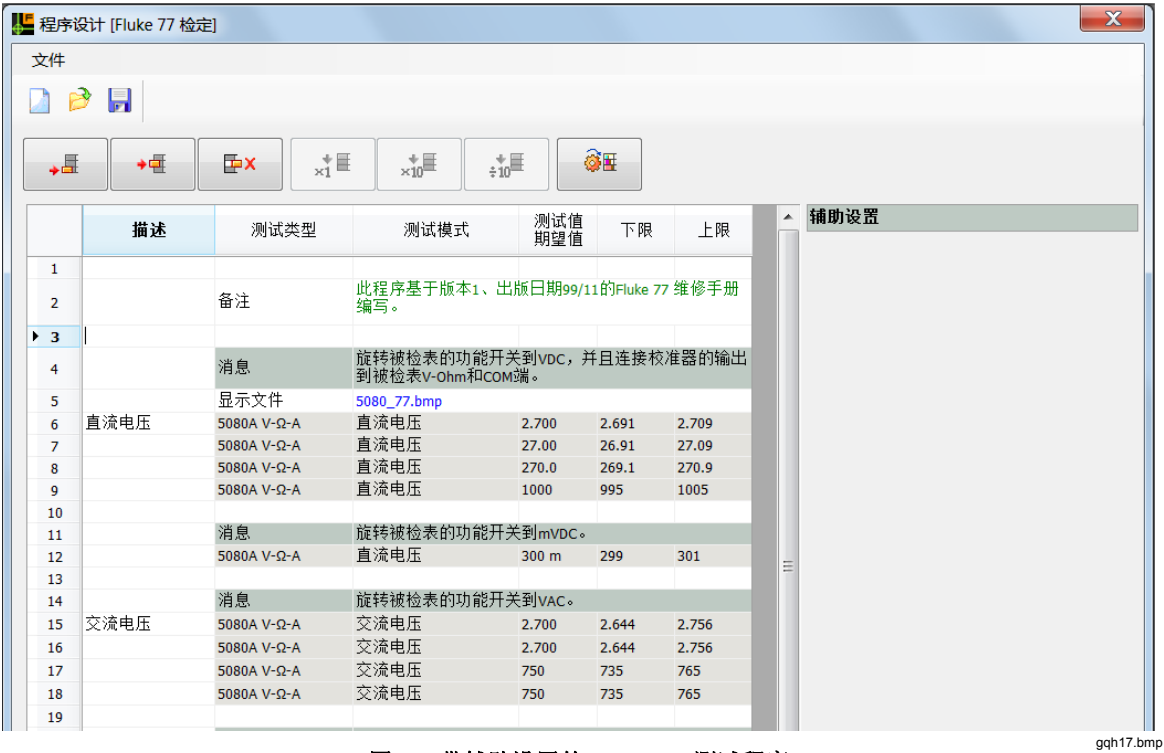 程序设计 [Fluke 77 检定]
文件
×1
×10
÷10
描述 测试类型 测试模式 测试值 期望值 下限 上限
辅助设置
1
2 备注 此程序基于版本1、出版日期99/11的Fluke 77 维修手册
编写。
3
4 消息 旋转被检表的功能开关到VDC，并且连接校准器的输出
到被检表V-Ohm和COM端。
5 显示文件 5080_77.bmp
6 直流电压 5080A V-Ω-A 直流电压 2.700 2.691 2.709
7 5080A V-Ω-A 直流电压 27.00 26.91 27.09
8 5080A V-Ω-A 直流电压 270.0 269.1 270.9
9 5080A V-Ω-A 直流电压 1000 995 1005
10
11 消息 旋转被检表的功能开关到mVDC。
12 5080A V-Ω-A 直流电压 300 m 299 301
13
14 消息 旋转被检表的功能开关到VAC。
15 交流电压 5080A V-Ω-A 交流电压 2.700 2.644 2.756
16 5080A V-Ω-A 交流电压 2.700 2.644 2.756
17 5080A V-Ω-A 交流电压 750 735 765
18 5080A V-Ω-A 交流电压 750 735 765
19
gqh17.bmp